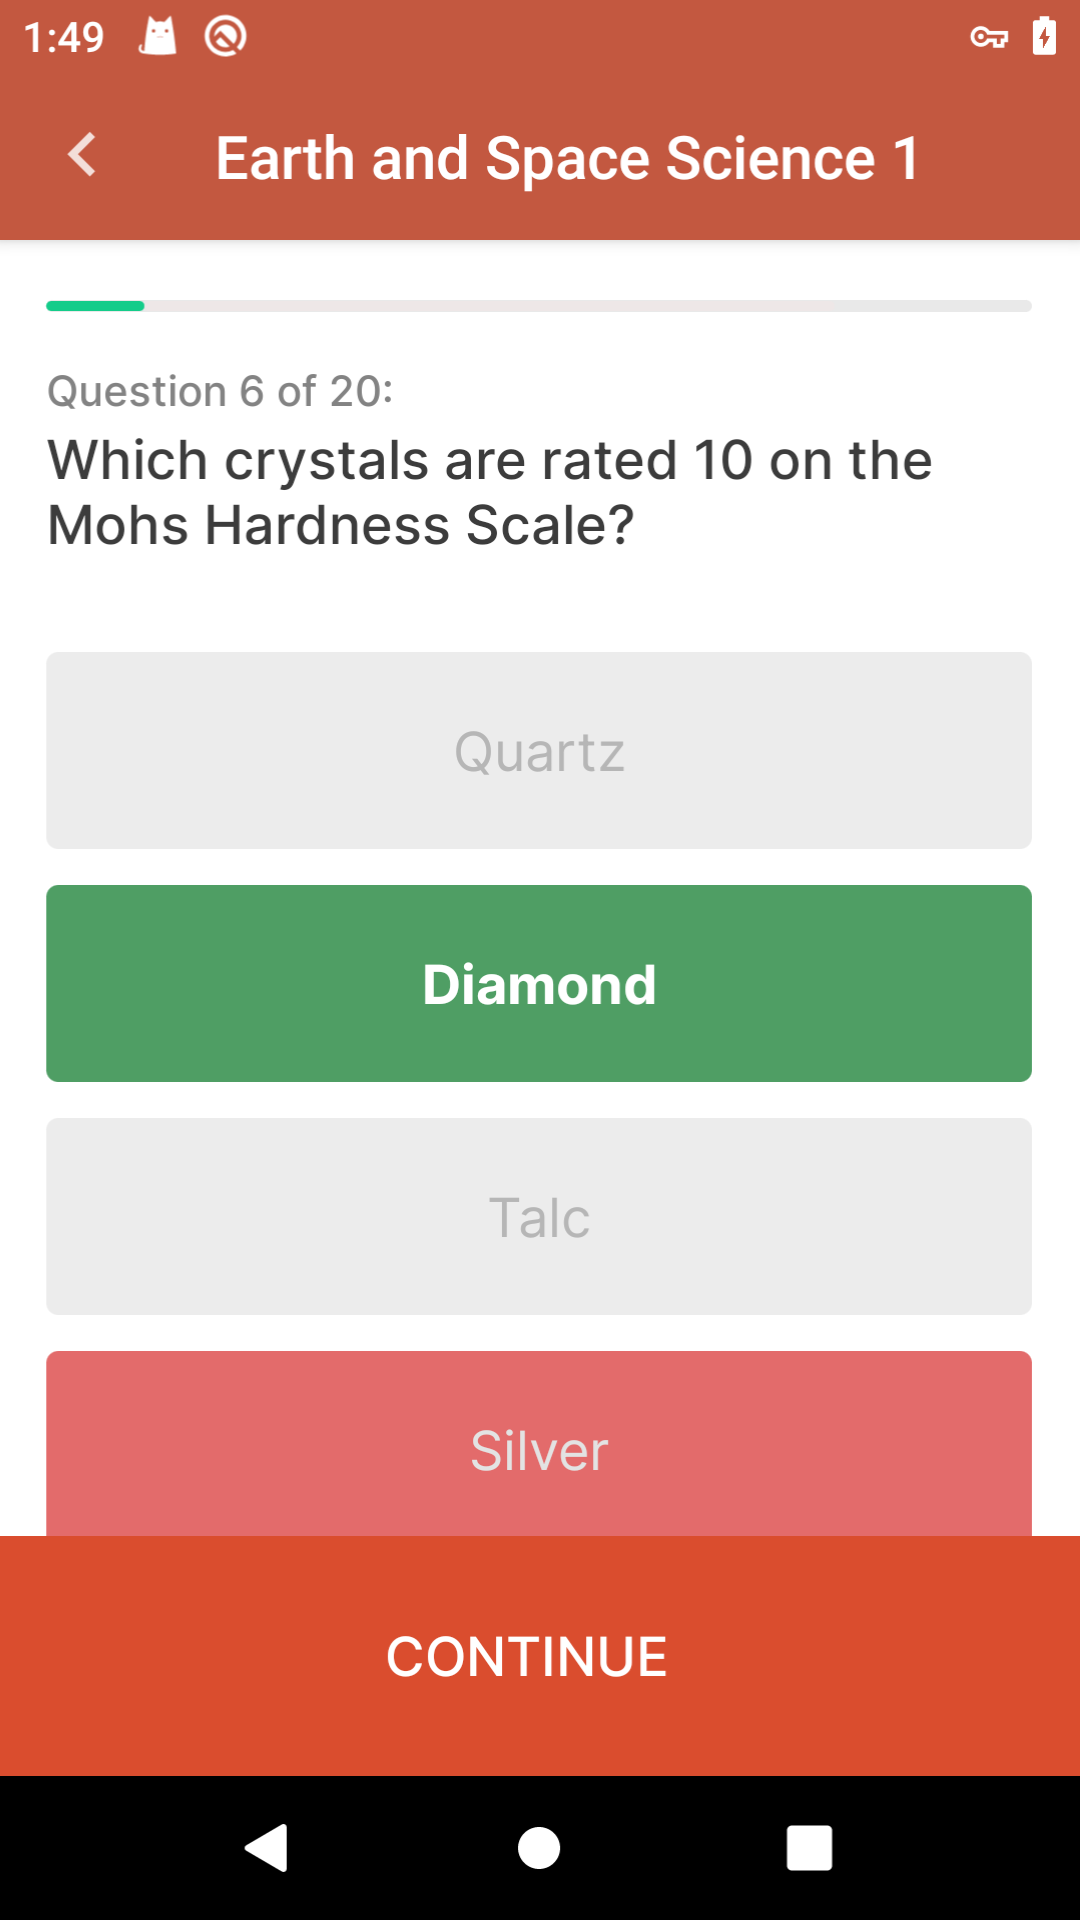 1:49
Earth and Space Science 1
Question 6 of 20:
Which crystals are rated 10 on the
Mohs Hardness Scale?
Quartz
Diamond
Talc
Silver
CONTINUE